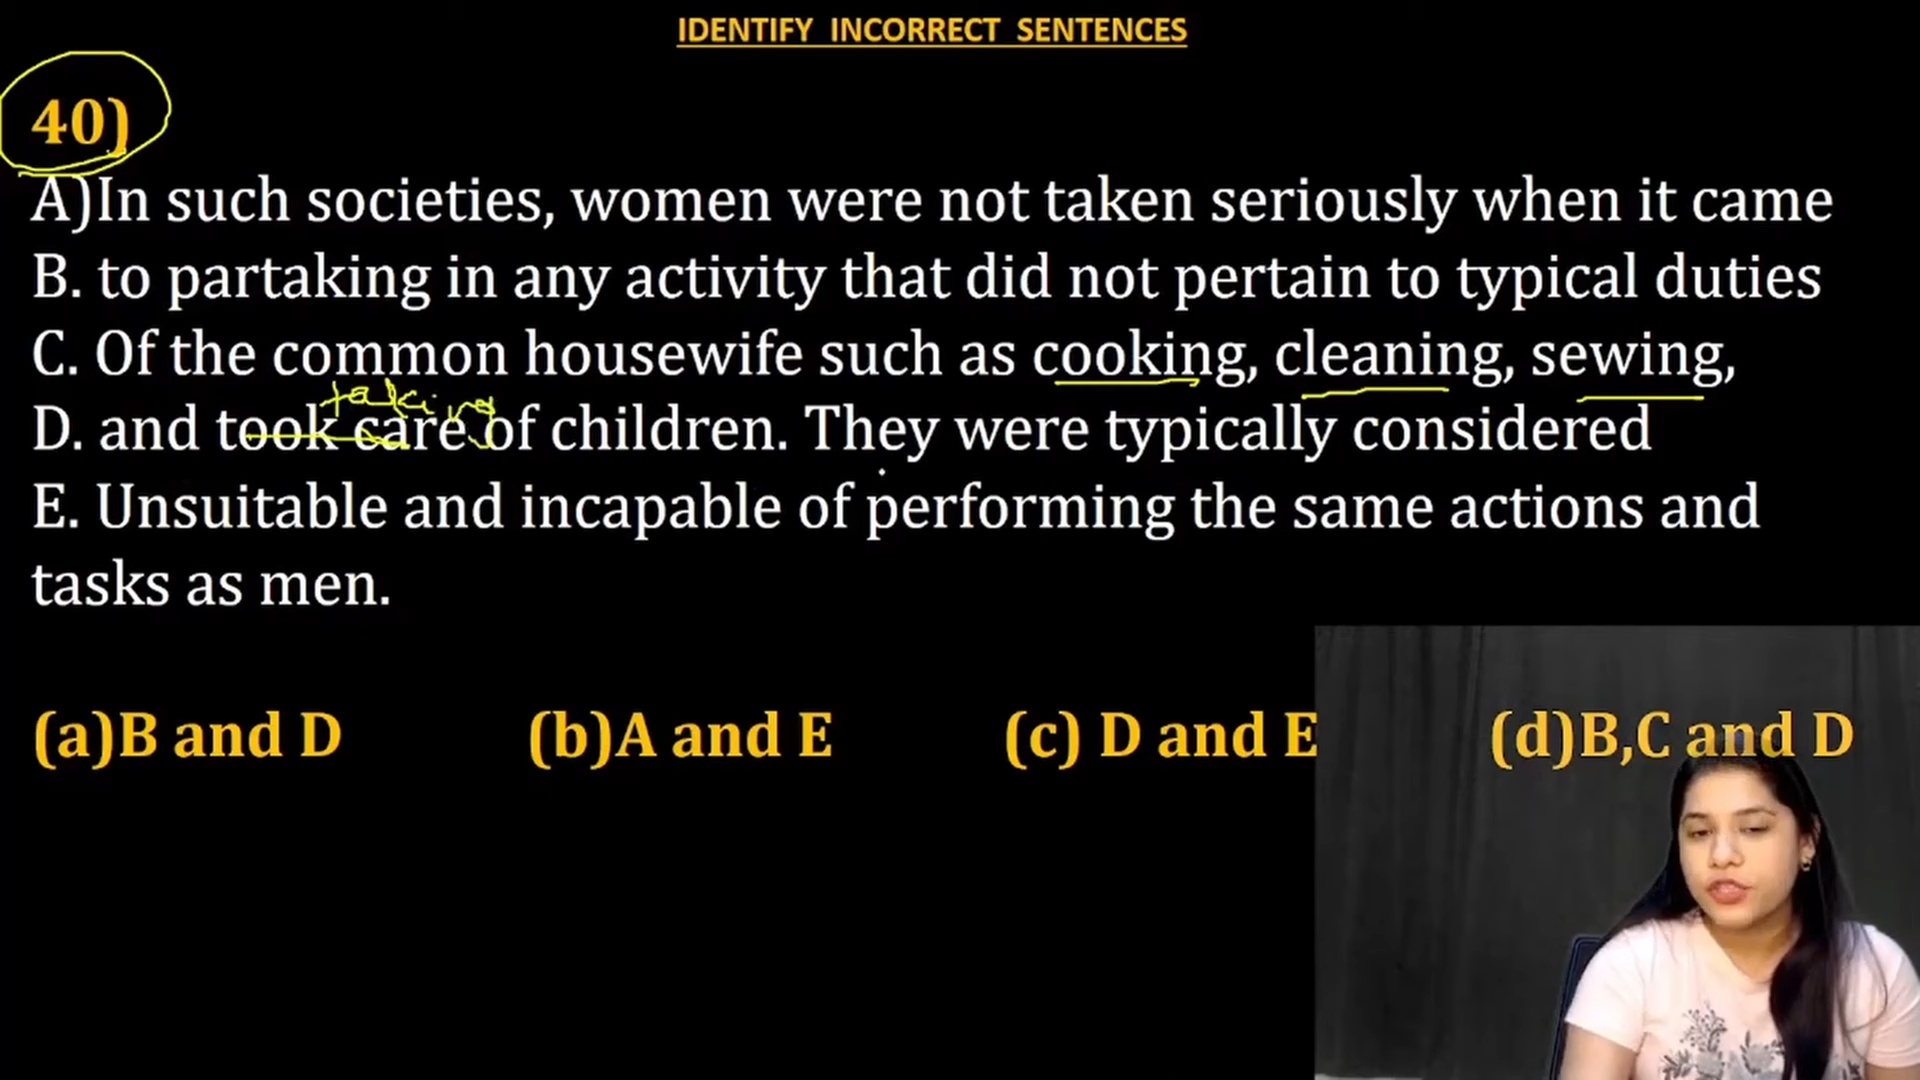 IDENTIFY INCORRECT SENTENCES
40)
A)In such societies, women were not taken seriously when it came
B. to partaking in any activity that did not pertain to typical duties
C. Of the common housewife such as cooking, cleaning, sewing,
taking
D. and took care of children. They were typically considered
E. Unsuitable and incapable of performing the same actions and
tasks as men.
(a)B and D (b)A and E (c) D and E (d)B,C and D